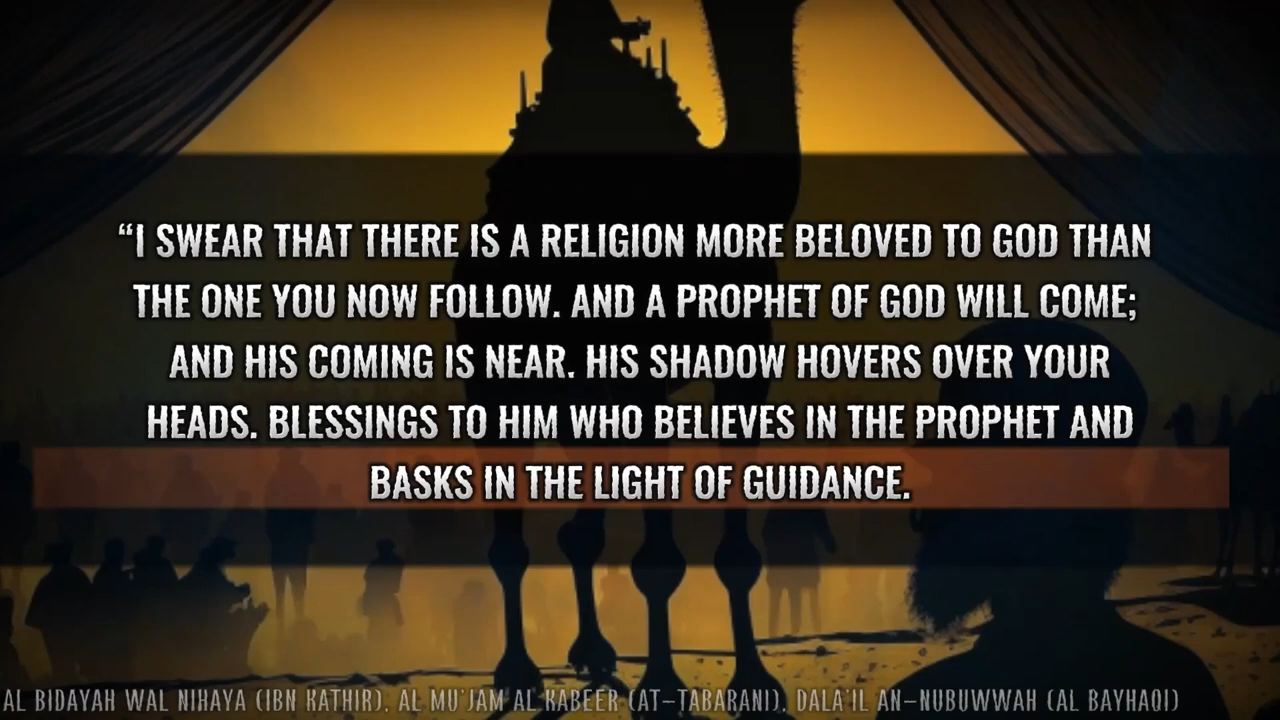 “I SWEAR THAT THERE IS A RELIGION MORE BELOVED TO GOD THAN
THE ONE YOU NOW FOLLOW. AND A PROPHET OF GOD WILL COME;
AND HIS COMING IS NEAR. HIS SHADOW HOVERS OVER YOUR
HEADS. BLESSINGS TO HIM WHO BELIEVES IN THE PROPHET AND
BASKS IN THE LIGHT OF GUIDANCE.
AL BIDAYAH WAL NIHAYA (IBN KATHIR), AL MU'JAM AL KABEER (AT-TABARANI), DALA'IL AN-NUBUWWAH (AL BAYHAQI)